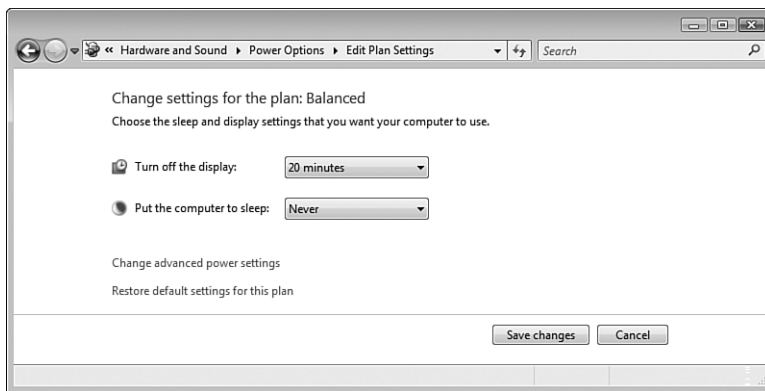 « Hardware and Sound ▸ Power Options ▸ Edit Plan Settings Search
Change settings for the plan: Balanced
Choose the sleep and display settings that you want your computer to use.
Turn off the display: 20 minutes
Put the computer to sleep: Never
Change advanced power settings
Restore default settings for this plan
Save changes Cancel